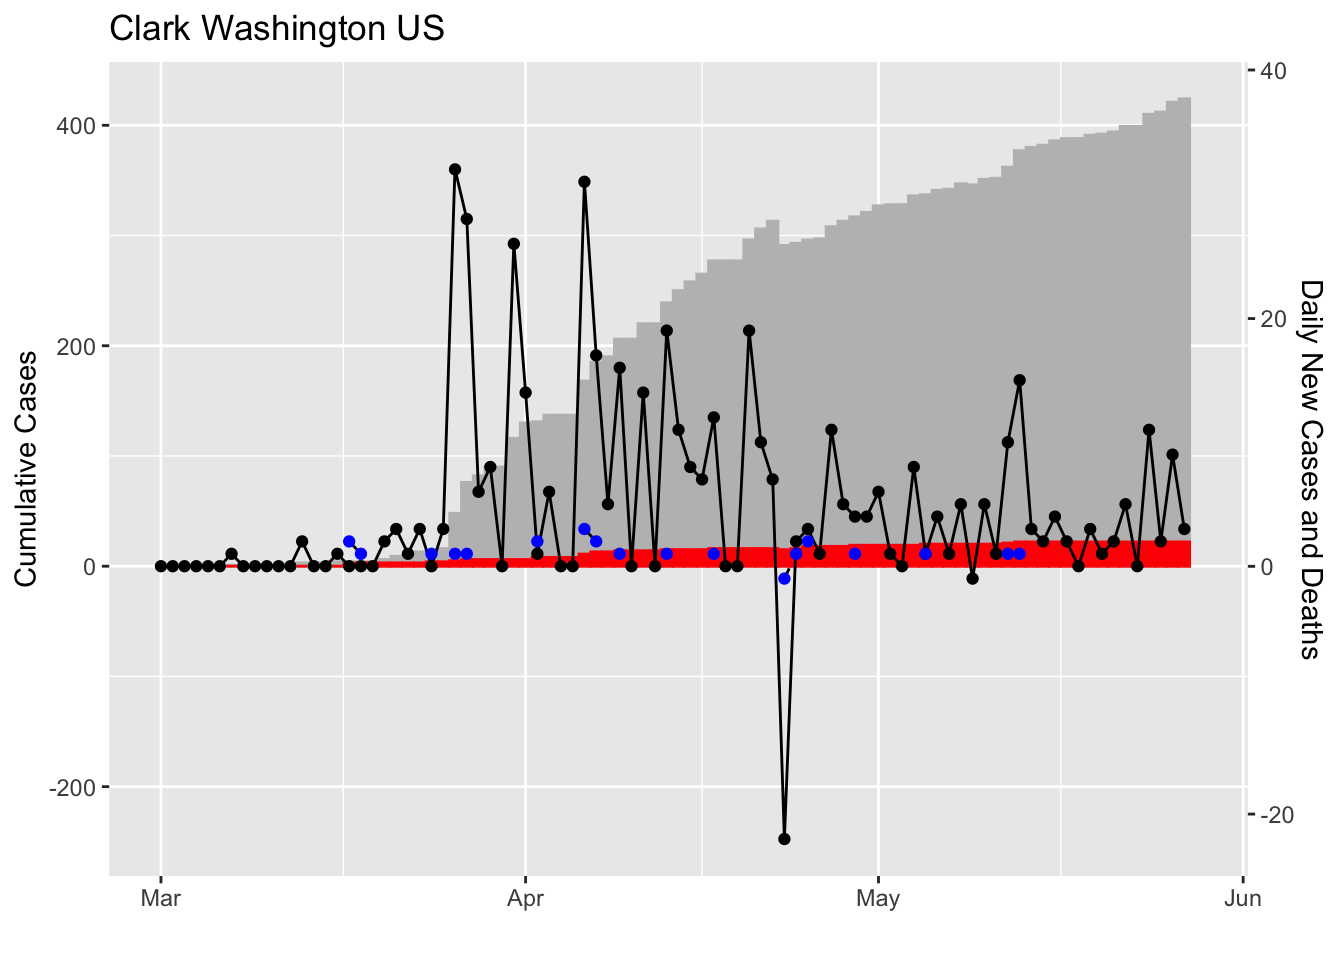 Clark Washington US
Cumulative Cases
400
200
0
-200
40
20
0
-20
Daily New Cases and Deaths
Mar
Apr
May
Jun